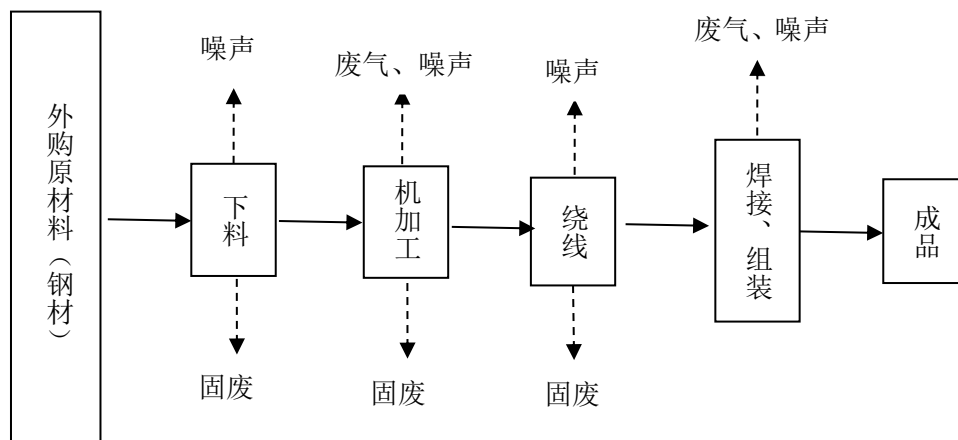 外购原材料（钢材）
噪声
下料
固废
废气、噪声
机加工
固废
噪声
绕线
固废
废气、噪声
焊接、组装
成品